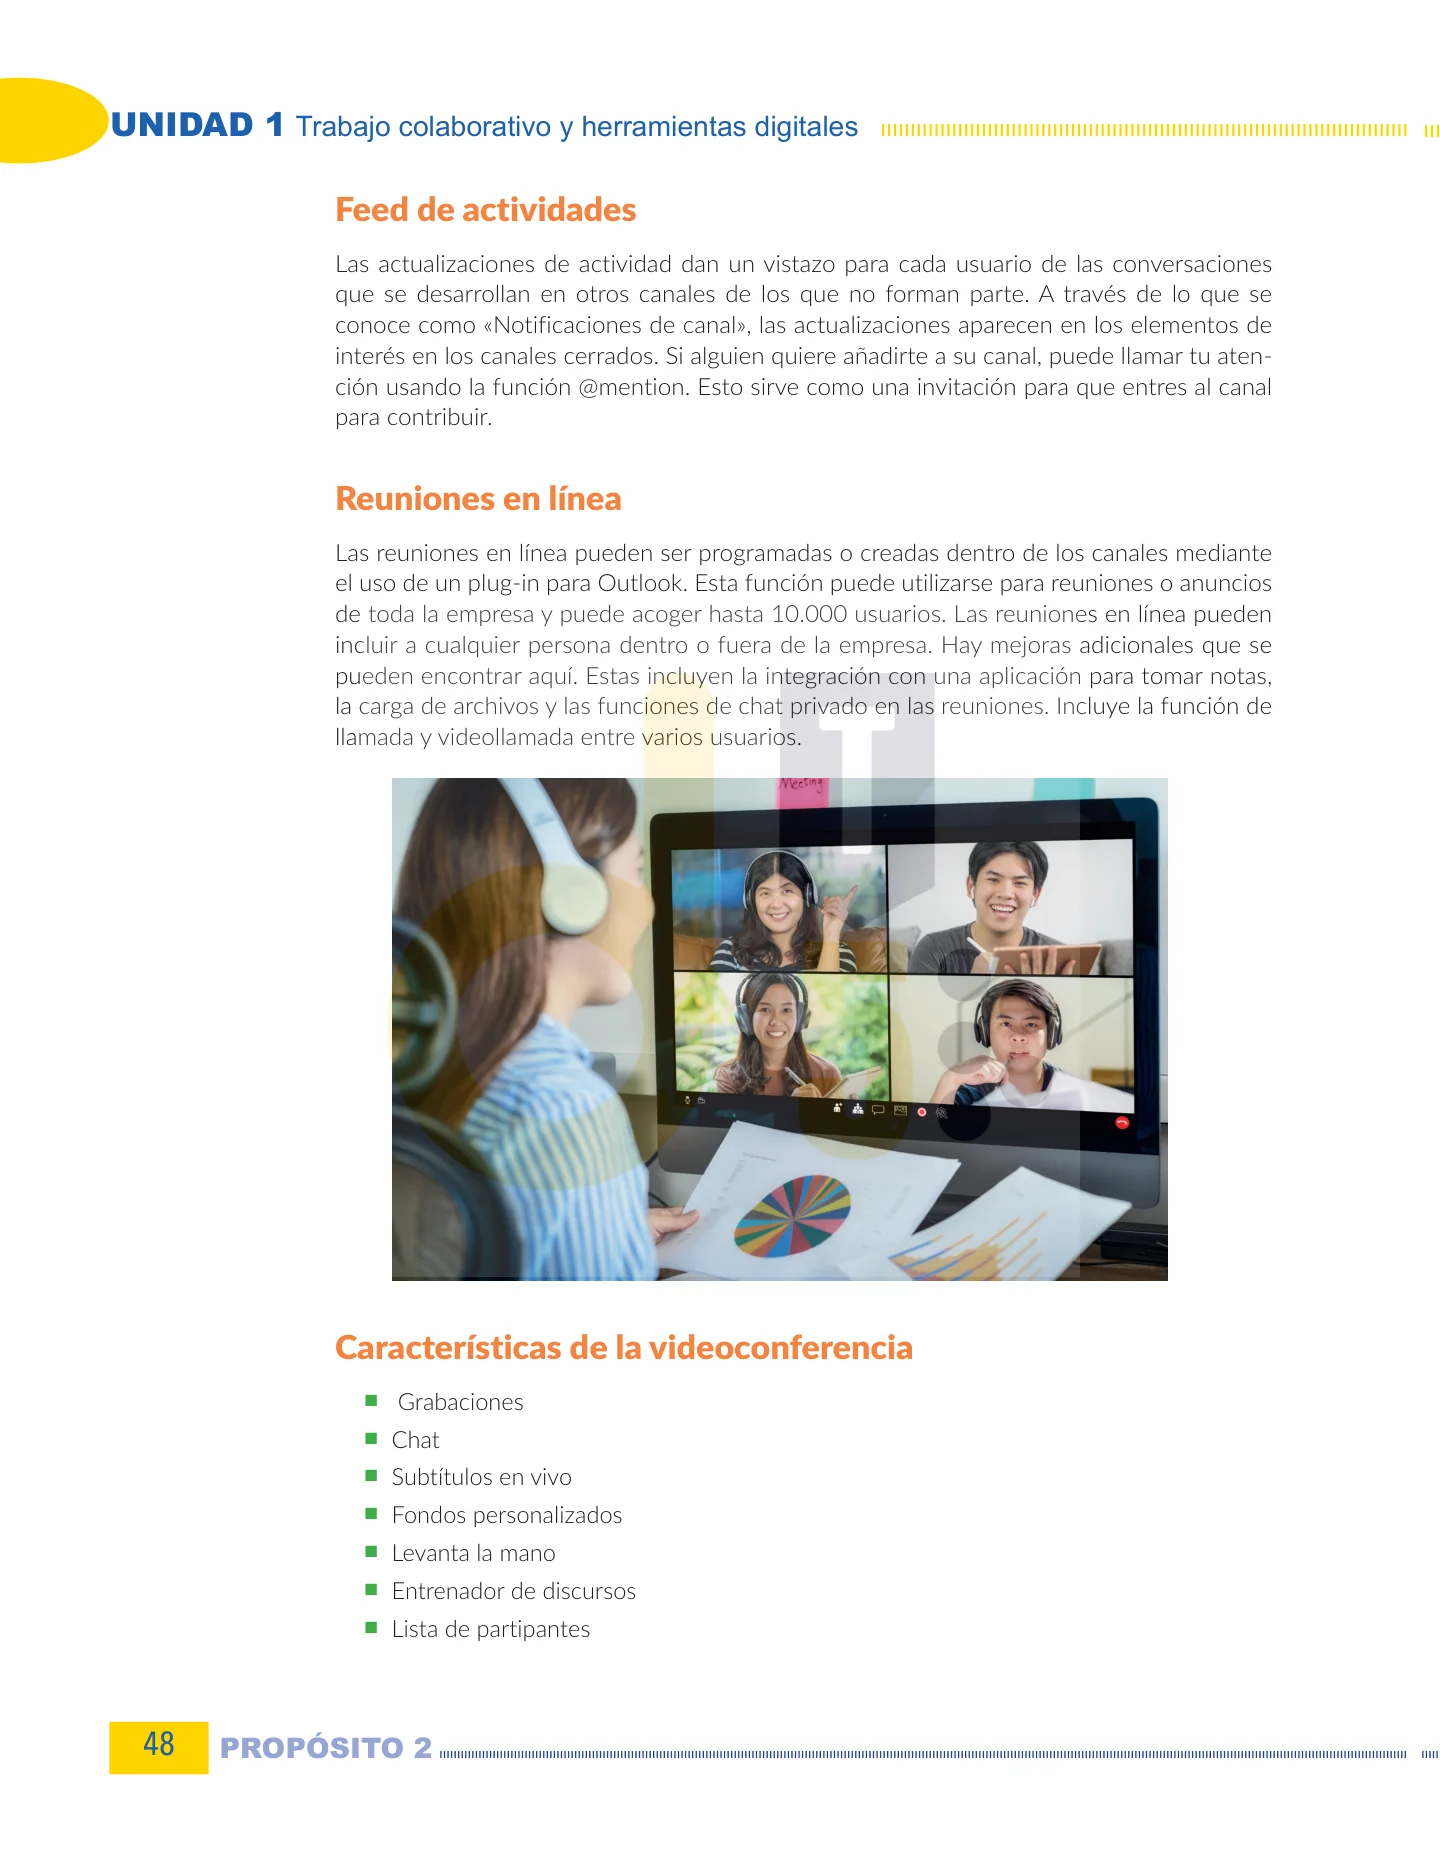 UNIDAD 1 Trabajo colaborativo y herramientas digitales
Feed de actividades
Las actualizaciones de actividad dan un vistazo para cada usuario de las conversaciones
que se desarrollan en otros canales de los que no forman parte. A través de lo que se
conoce como «Notificaciones de canal», las actualizaciones aparecen en los elementos de
interés en los canales cerrados. Si alguien quiere añadirte a su canal, puede llamar tu aten-
ción usando la función @mention. Esto sirve como una invitación para que entres al canal
para contribuir.
Reuniones en línea
Las reuniones en línea pueden ser programadas o creadas dentro de los canales mediante
el uso de un plug-in para Outlook. Esta función puede utilizarse para reuniones o anuncios
de toda la empresa y puede acoger hasta 10.000 usuarios. Las reuniones en línea pueden
incluir a cualquier persona dentro o fuera de la empresa. Hay mejoras adicionales que se
pueden encontrar aquí. Estas incluyen la integración con una aplicación para tomar notas,
la carga de archivos y las funciones de chat privado en las reuniones. Incluye la función de
llamada y videollamada entre varios usuarios.
Meeting
Características de la videoconferencia
Grabaciones
Chat
Subtítulos en vivo
Fondos personalizados
Levanta la mano
Entrenador de discursos
Lista de partipantes
48 PROPÓSITO 2